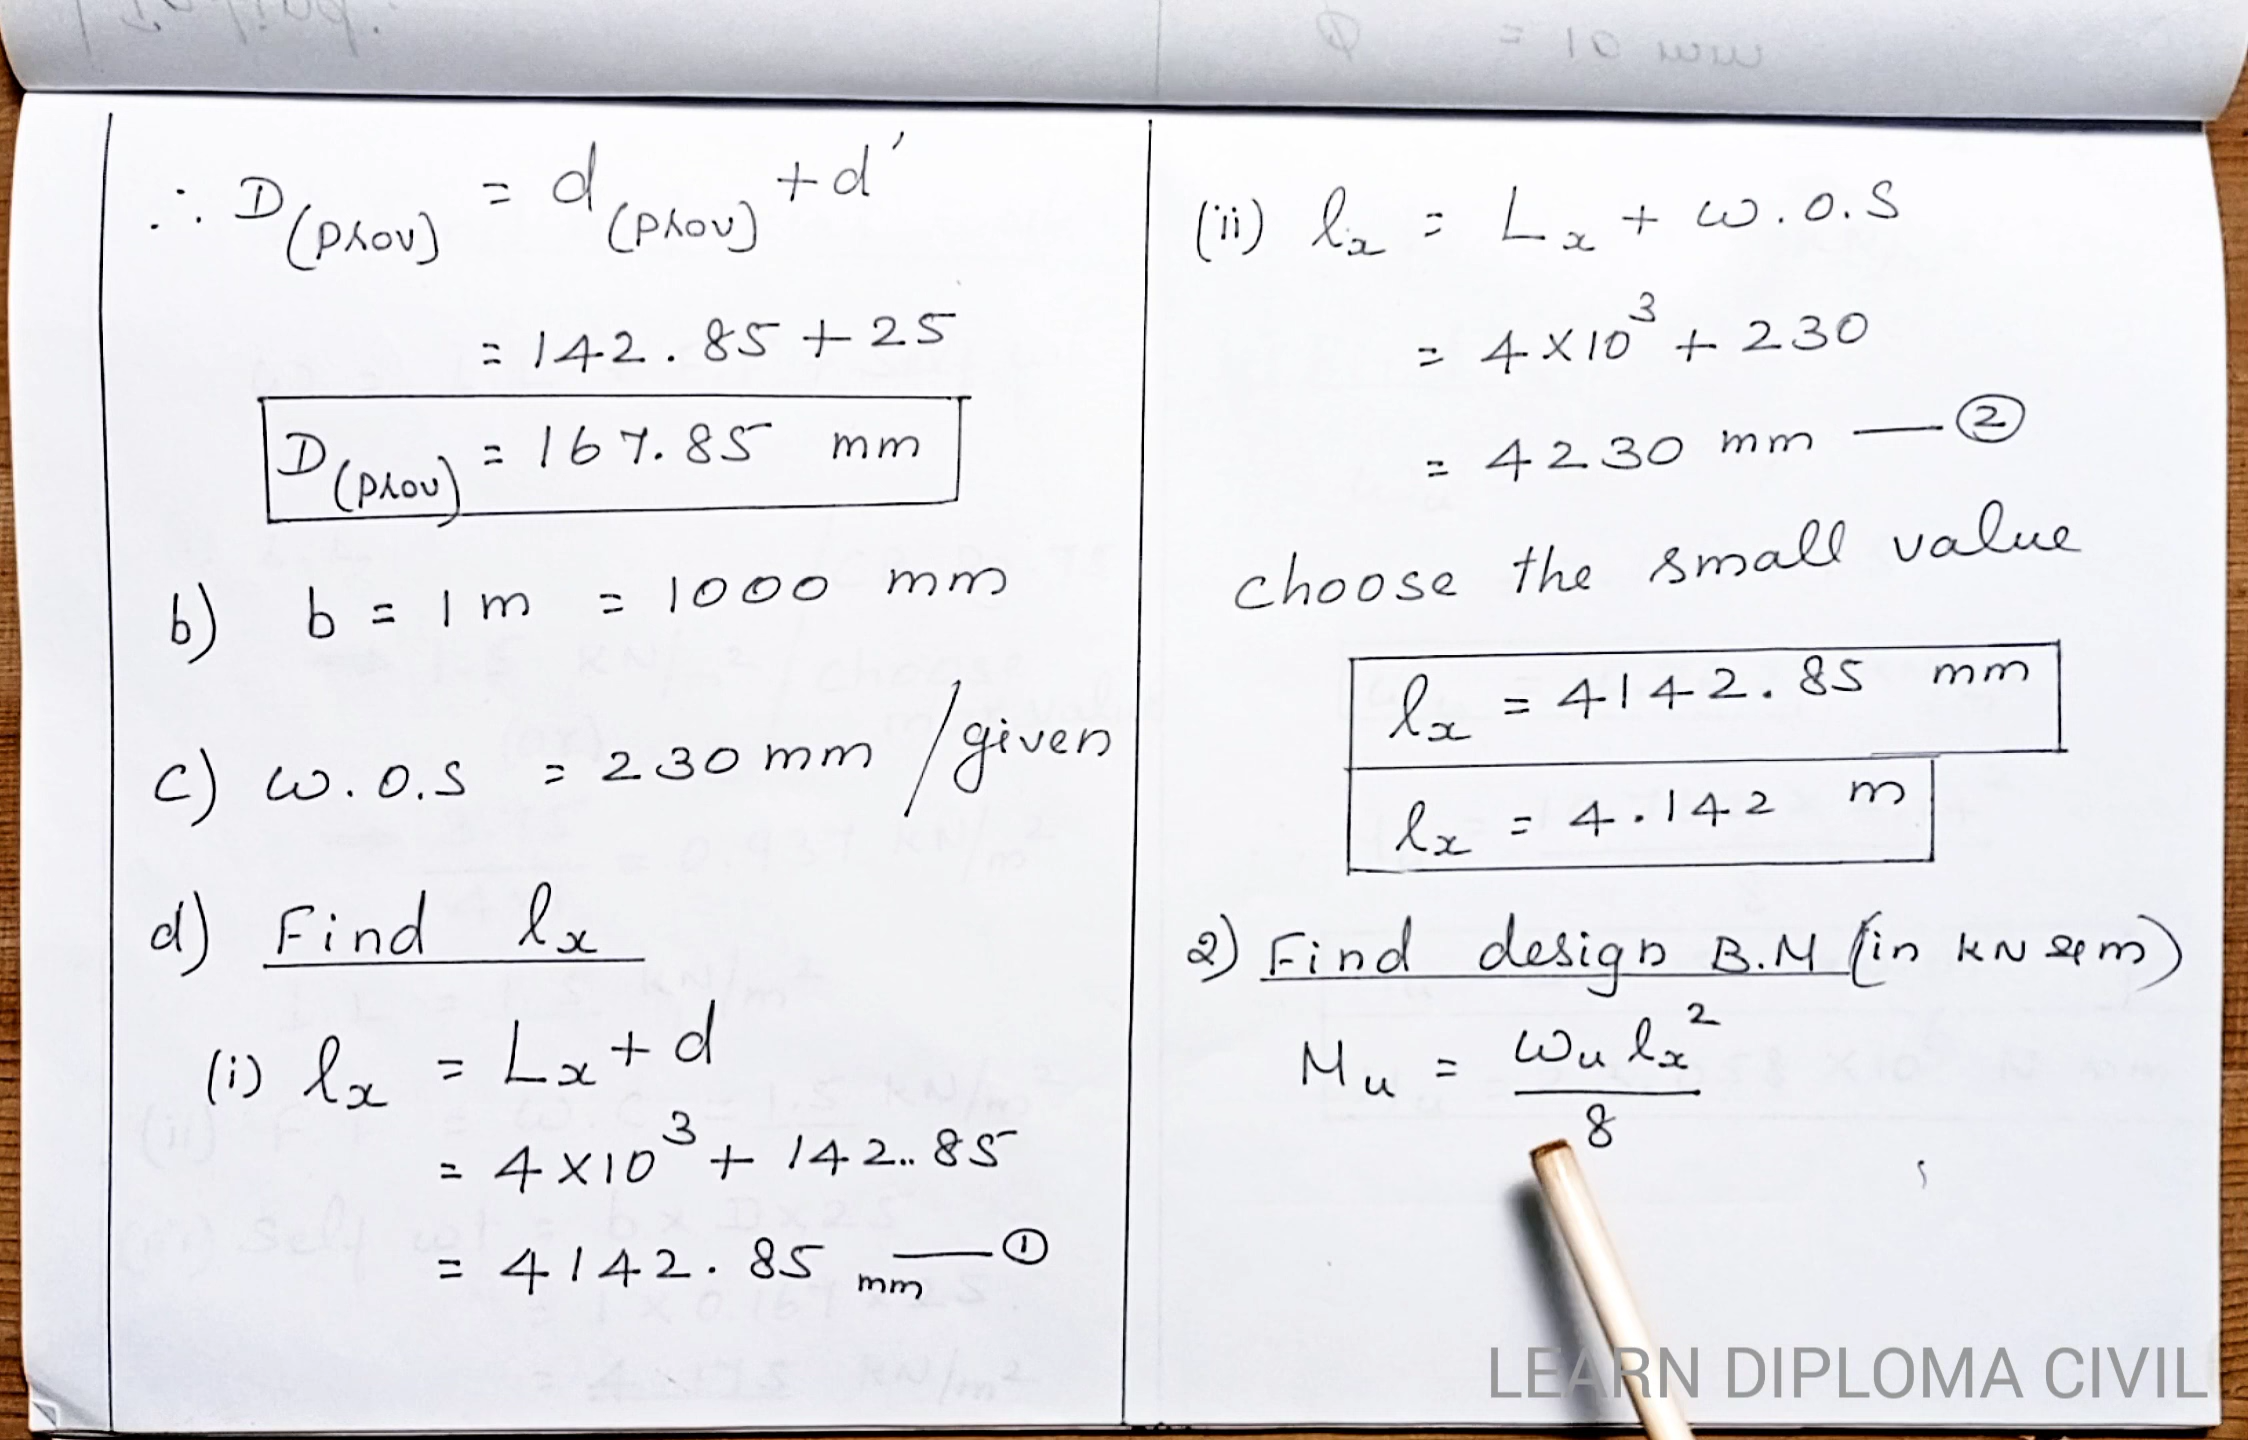 Φ = 10 mm
∴ D(prov) = d(prov) + d'
= 142.85 + 25
D(prov) = 167.85 mm
b) b = 1 m = 1000 mm
c) W.O.S = 230 mm / given
d) Find lx
(i) lx = Lx + d
= 4 × 10³ + 142..85
= 4142.85 mm — ①
(ii) lx = Lx + W.O.S
= 4 × 10³ + 230
= 4230 mm — ②
choose the small value
lx = 4142.85 mm
lx = 4.142 m
2) Find design B.M (in KN & m)
Mu = wu lx² / 8
LEARN DIPLOMA CIVIL